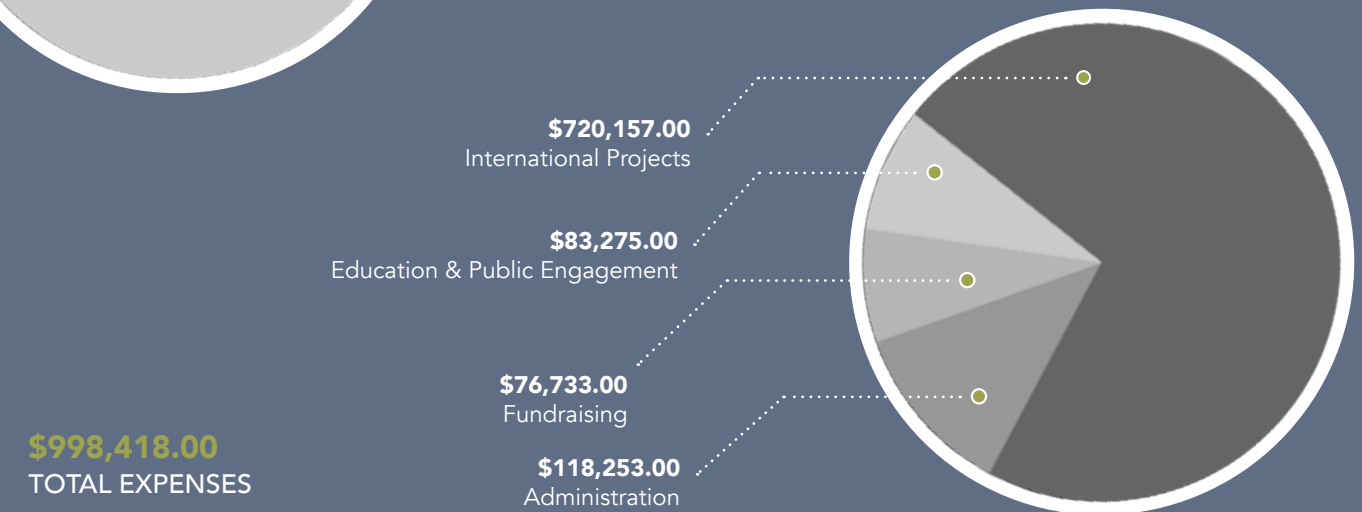 $720,157.00
International Projects
$83,275.00
Education & Public Engagement
$76,733.00
Fundraising
$998,418.00
TOTAL EXPENSES
$118,253.00
Administration